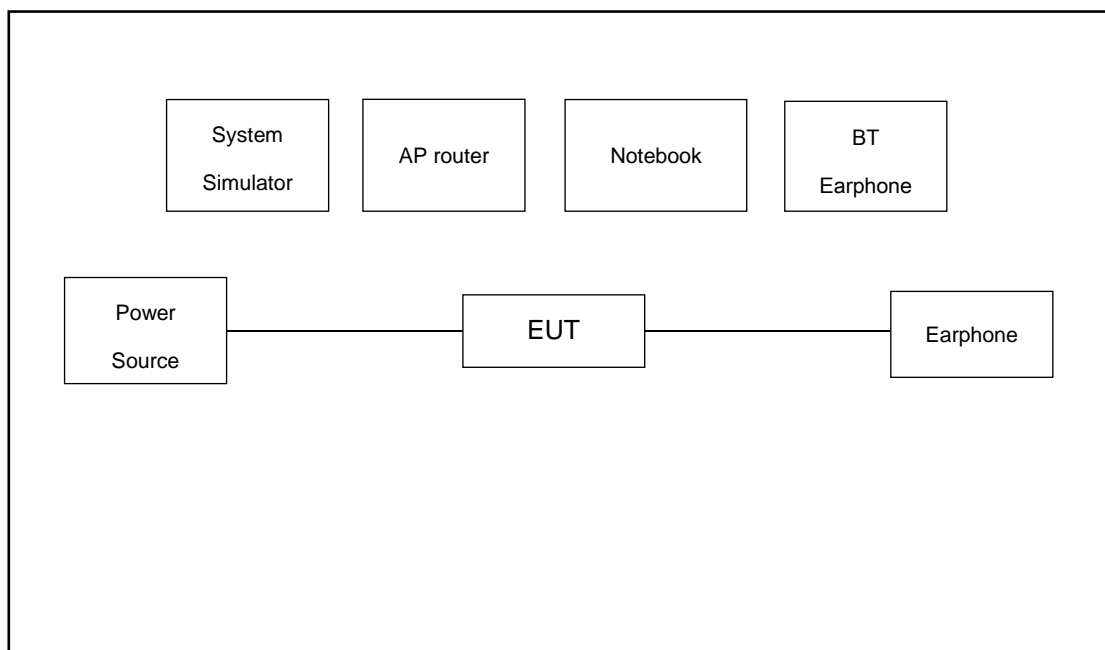 System
Simulator
AP router
Notebook
BT
Earphone
Power
Source
EUT
Earphone